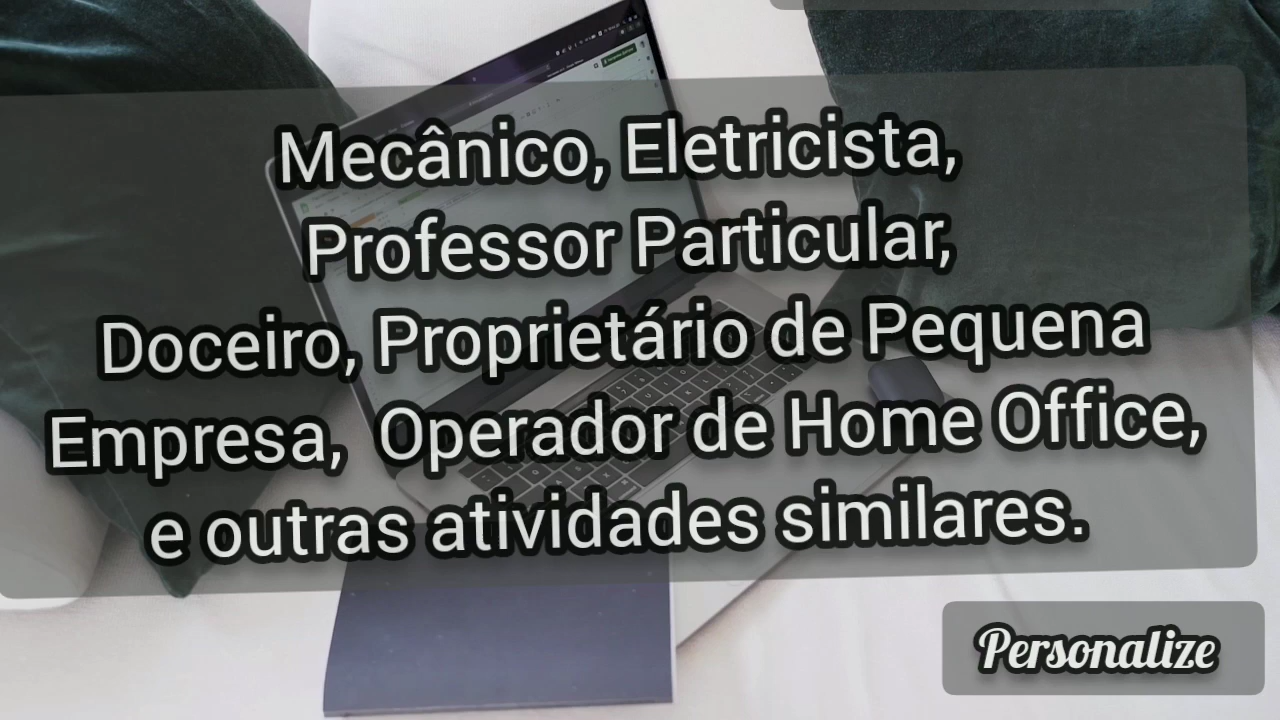 Mecânico, Eletricista,
Professor Particular,
Doceiro, Proprietário de Pequena
Empresa, Operador de Home Office,
e outras atividades similares.
Personalize